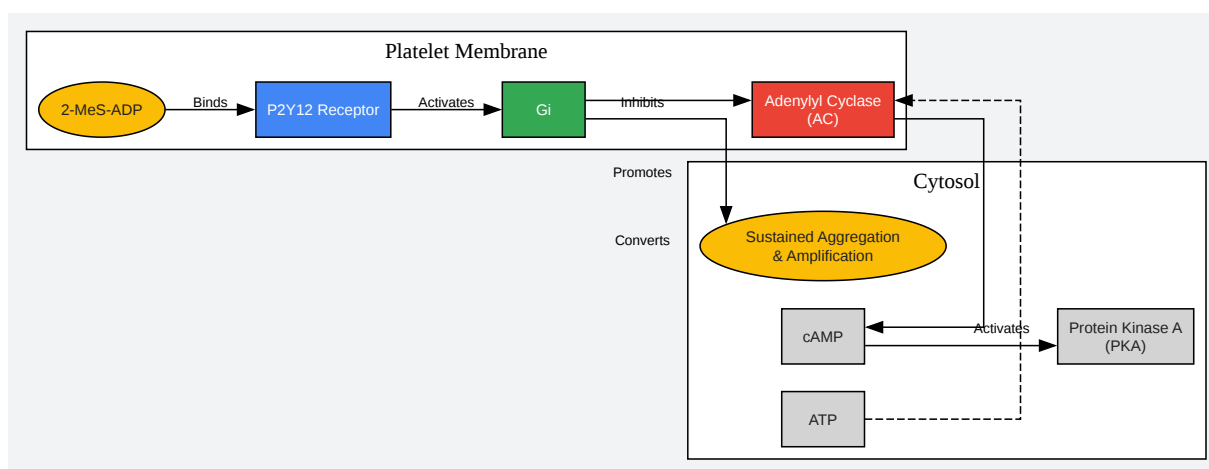 Platelet Membrane
2-MeS-ADP
Binds
P2Y12 Receptor
Activates
Gi
Inhibits
Adenylyl Cyclase
(AC)
Promotes
Cytosol
Converts
Sustained Aggregation
& Amplification
cAMP
Activates
Protein Kinase A
(PKA)
ATP